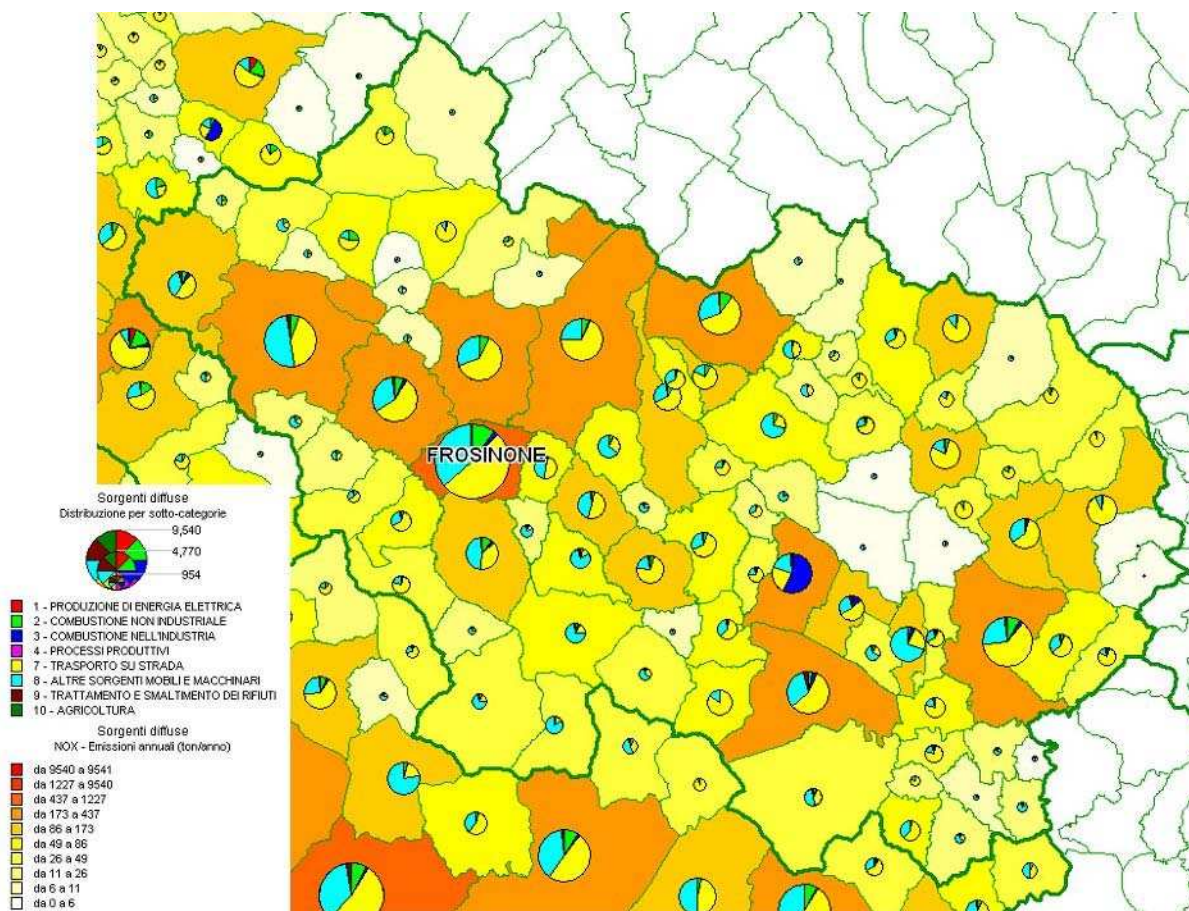 FROSINONE
Sorgenti diffuse
Distribuzione per sotto-categorie
9,540
4,770
954
1 - PRODUZIONE DI ENERGIA ELETTRICA
2 - COMBUSTIONE NON INDUSTRIALE
3 - COMBUSTIONE NELL'INDUSTRIA
4 - PROCESSI PRODUTTIVI
7 - TRASPORTO SU STRADA
8 - ALTRE SORGENTI MOBILI E MACCHINARI
9 - TRATTAMENTO E SMALTIMENTO DEI RIFIUTI
10 - AGRICOLTURA
Sorgenti diffuse
NOX - Emissioni annuali (ton/anno)
da 9540 a 9541
da 1227 a 9540
da 437 a 1227
da 173 a 437
da 86 a 173
da 49 a 86
da 26 a 49
da 11 a 26
da 6 a 11
da 0 a 6